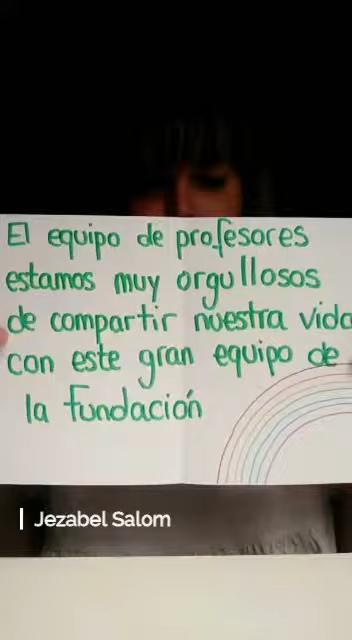 El equipo de profesores
estamos muy orgullosos
de compartir nuestra vida
con este gran equipo de
la Fundación
Jezabel Salom